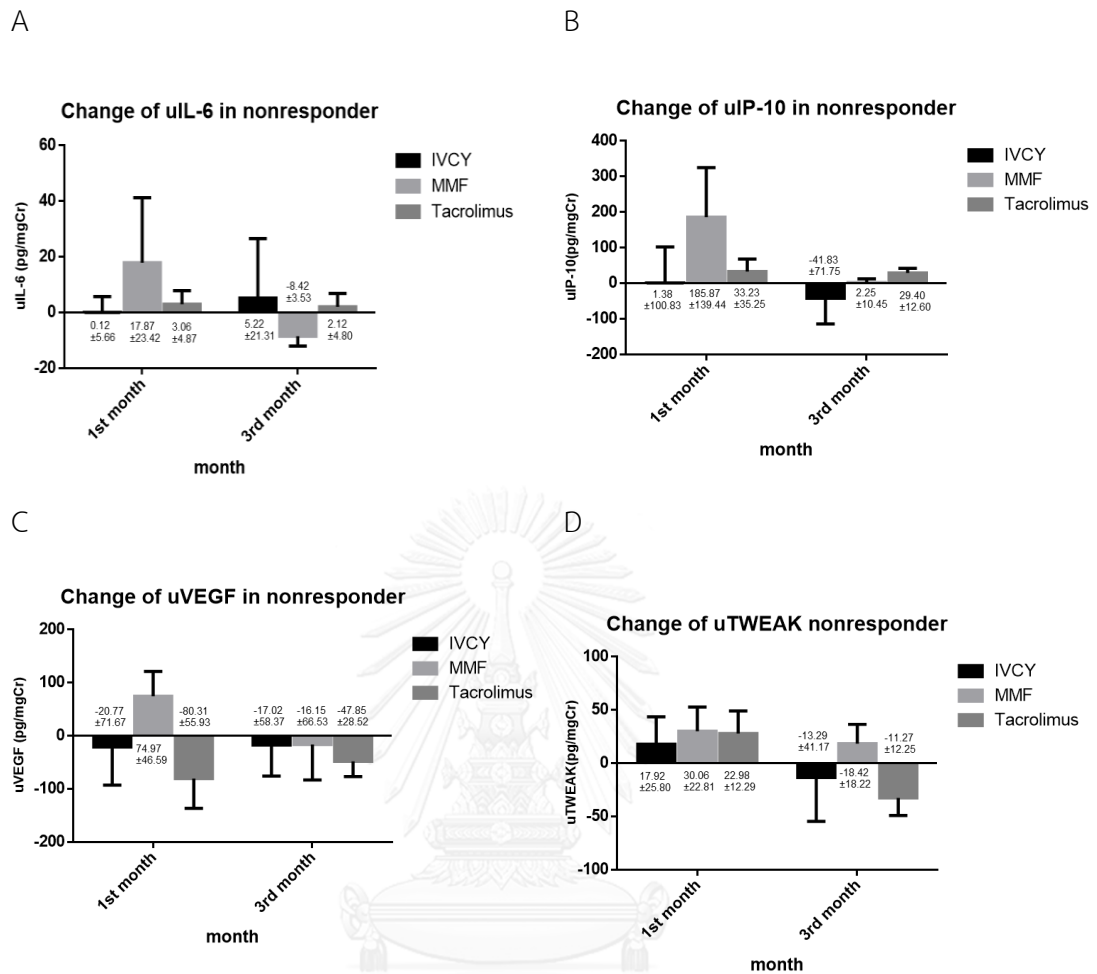 A
Change of uIL-6 in nonresponder
uIL-6 (pg/mgCr)
60
40
20
0
-20
IVCY
MMF
Tacrolimus
0.12
±5.66
17.87
±23.42
3.06
±4.87
5.22
±21.31
-8.42
±3.53
2.12
±4.80
1st month
3rd month
month
B
Change of uIP-10 in nonresponder
uIP-10(pg/mgCr)
400
300
200
100
0
-100
-200
IVCY
MMF
Tacrolimus
1.38
±100.83
185.87
±139.44
33.23
±35.25
-41.83
±71.75
2.25
±10.45
29.40
±12.60
1st month
3rd month
month
C
Change of uVEGF in nonresponder
uVEGF (pg/mgCr)
200
100
0
-100
-200
IVCY
MMF
Tacrolimus
-20.77
±71.67
74.97
±46.59
-80.31
±55.93
-17.02
±58.37
-16.15
±66.53
-47.85
±28.52
1st month
3rd month
month
D
Change of uTWEAK nonresponder
uTWEAK(pg/mgCr)
100
50
0
-50
-100
IVCY
MMF
Tacrolimus
17.92
±25.80
30.06
±22.81
22.98
±12.29
-13.29
±41.17
-18.42
±18.22
-11.27
±12.25
1st month
3rd month
month